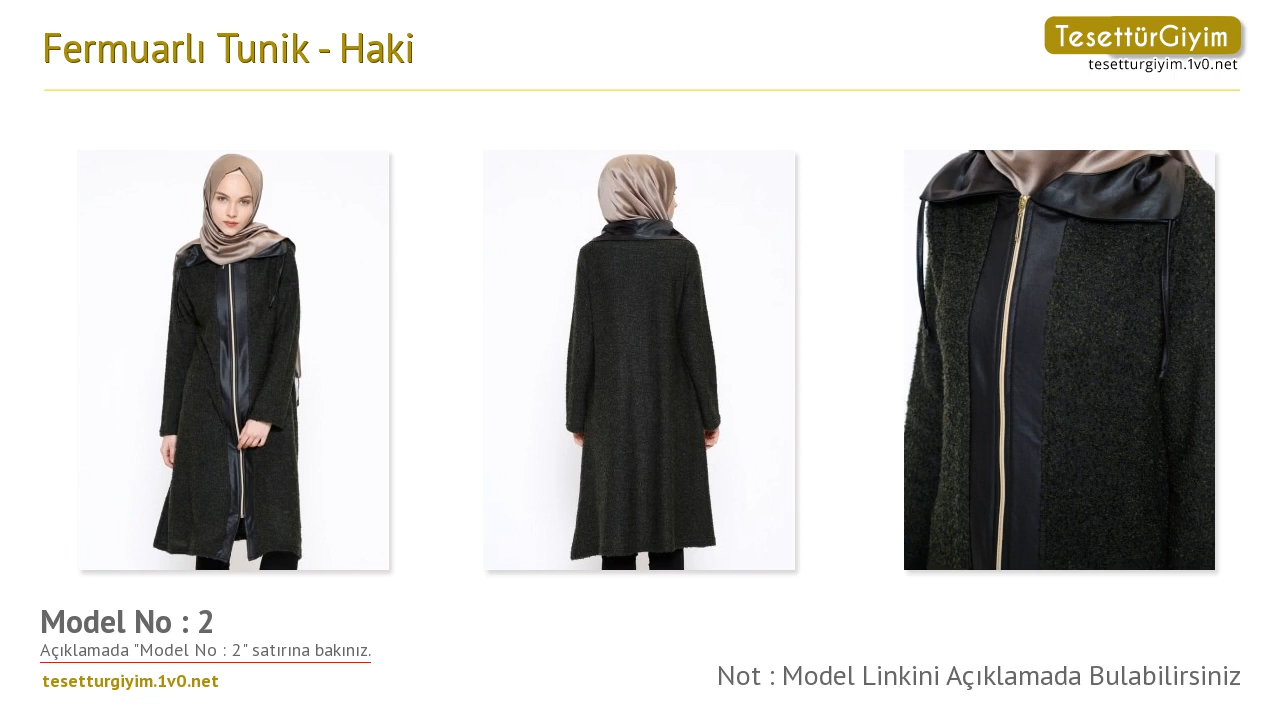 Fermuarlı Tunik - Haki
TesettürGiyim
tesetturgiyim.1v0.net
Model No : 2
Açıklamada "Model No : 2" satırına bakınız.
tesetturgiyim.1v0.net
Not : Model Linkini Açıklamada Bulabilirsiniz